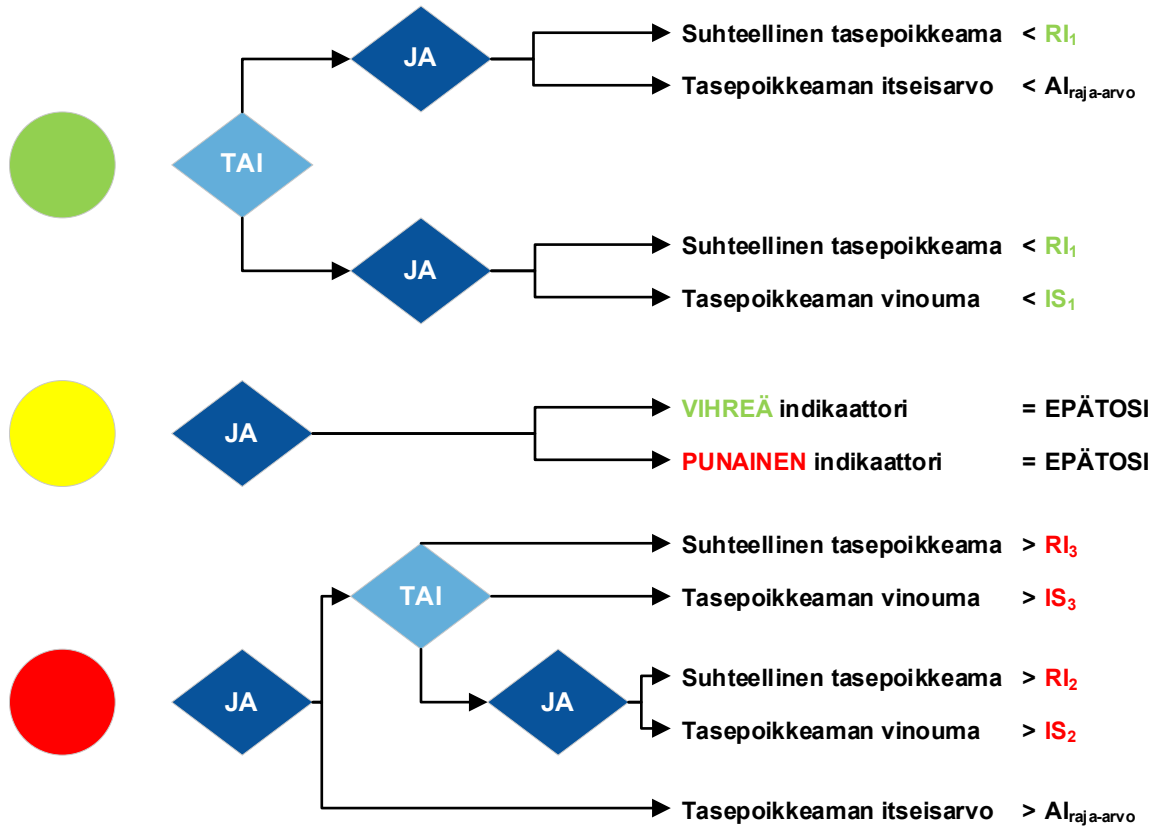 JA
Suhteellinen tasepoikkeama < RI₁
Tasepoikkeaman itseisarvo < AI_raja-arvo
TAI
JA
Suhteellinen tasepoikkeama < RI₁
Tasepoikkeaman vinouma < IS₁
JA
VIHREÄ indikaattori = EPÄTOSI
PUNAINEN indikaattori = EPÄTOSI
Suhteellinen tasepoikkeama > RI₃
TAI
Tasepoikkeaman vinouma > IS₃
JA
JA
Suhteellinen tasepoikkeama > RI₂
Tasepoikkeaman vinouma > IS₂
Tasepoikkeaman itseisarvo > AI_raja-arvo